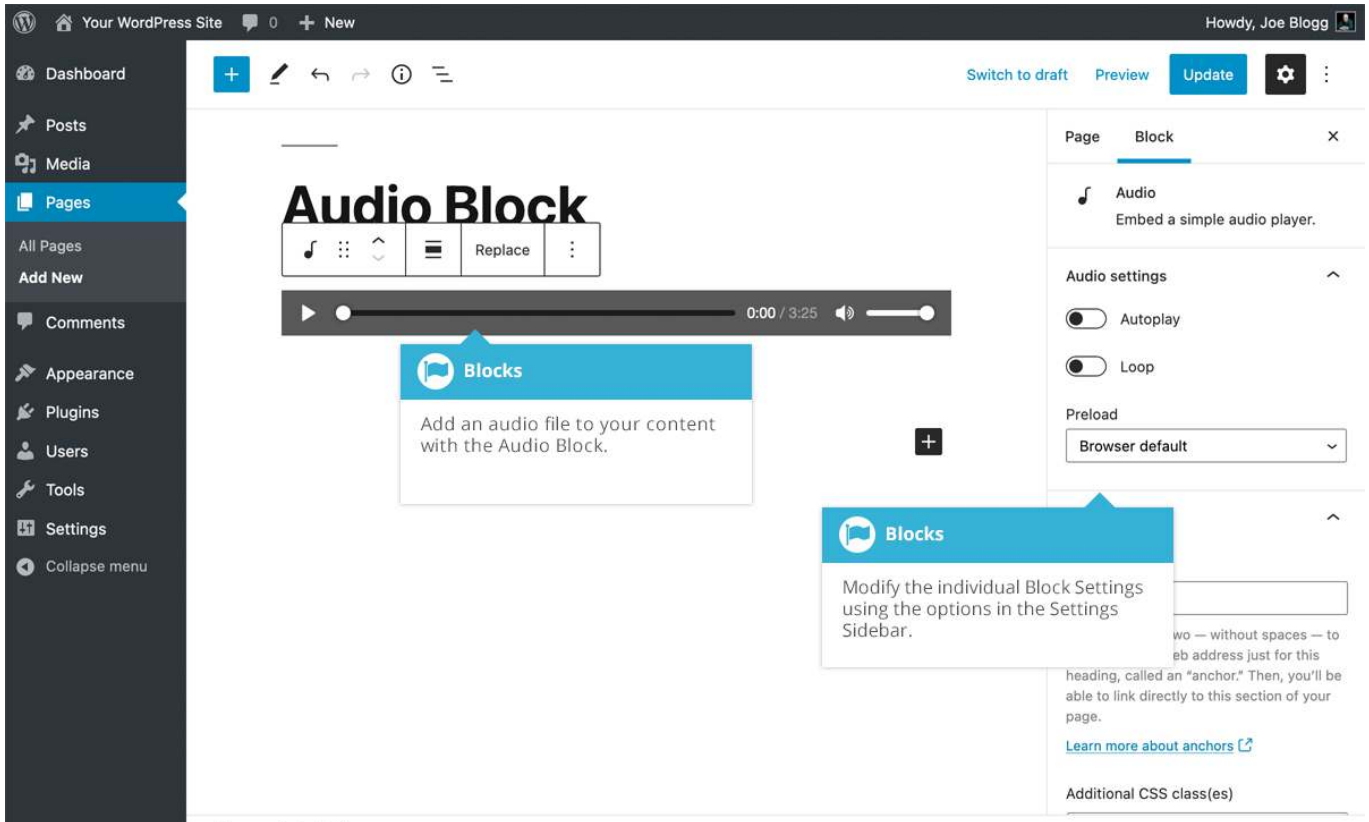 Your WordPress Site 0 + New Howdy, Joe Blogg
Dashboard
Posts
Media
Pages
All Pages
Add New
Comments
Appearance
Plugins
Users
Tools
Settings
Collapse menu
Switch to draft Preview Update
Audio Block
Replace
0:00 / 3:25
Blocks
Add an audio file to your content
with the Audio Block.
Page Block
Audio
Embed a simple audio player.
Audio settings
Autoplay
Loop
Preload
Browser default
Blocks
Modify the individual Block Settings
using the options in the Settings
Sidebar.
— without spaces — to
address just for this
heading, called an “anchor.” Then, you’ll be
able to link directly to this section of your
page.
Learn more about anchors
Additional CSS class(es)